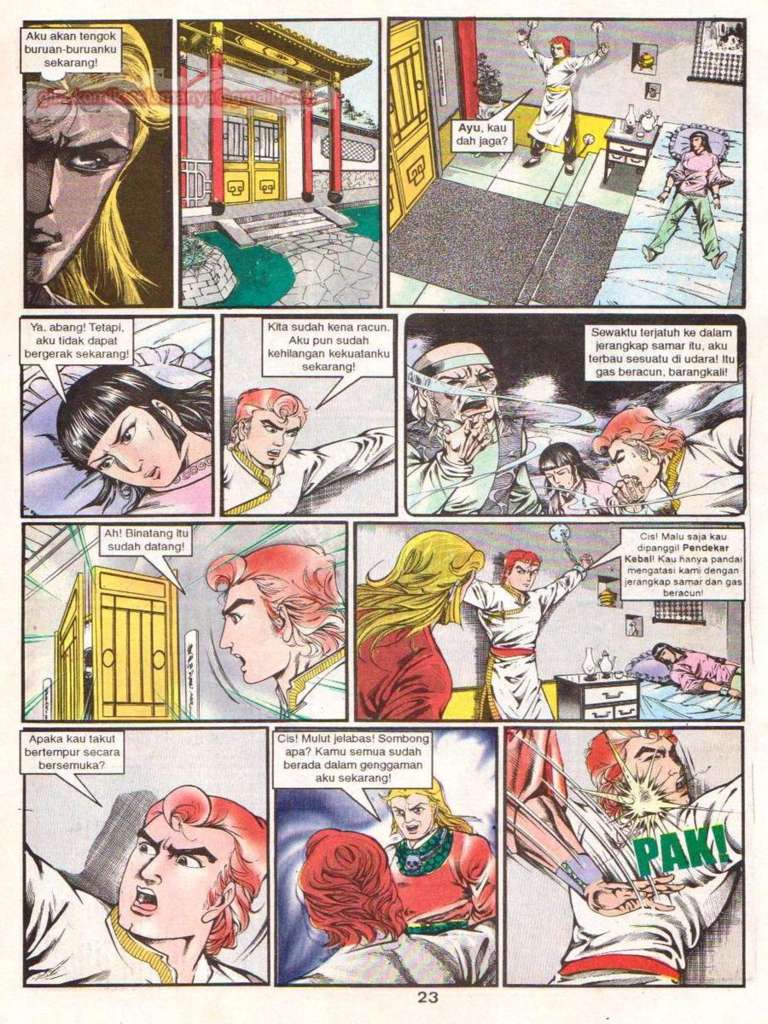 Aku akan tengok
buruan-buruanku
sekarang!
Ayu, kau
dah jaga?
Ya, abang! Tetapi,
aku tidak dapat
bergerak sekarang!
Kita sudah kena racun.
Aku pun sudah
kehilangan kekuatanku
sekarang!
Sewaktu terjatuh ke dalam
jerangkap samar itu, aku
terbau sesuatu di udara! Itu
gas beracun, barangkali!
Ah! Binatang itu
sudah datang!
Cis! Malu saja kau
dipanggil Pendekar
Kebal! Kau hanya pandai
mengatasi kami dengan
jerangkap samar dan gas
beracun!
Apaka kau takut
bertempur secara
bersemuka?
Cis! Mulut jelabas! Sombong
apa? Kamu semua sudah
berada dalam genggaman
aku sekarang!
PAK!
23